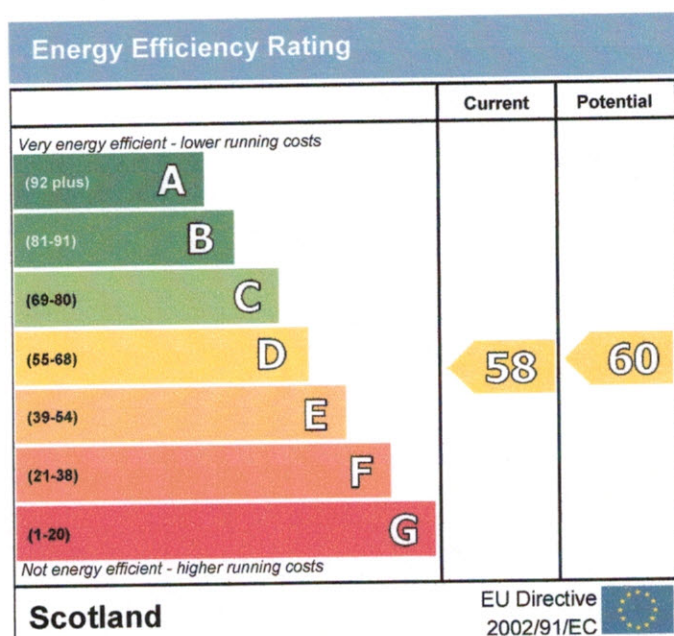 Energy Efficiency Rating
Current Potential
Very energy efficient - lower running costs
(92 plus) A
(81-91) B
(69-80) C
(55-68) D 58 60
(39-54) E
(21-38) F
(1-20) G
Not energy efficient - higher running costs
Scotland
EU Directive
2002/91/EC